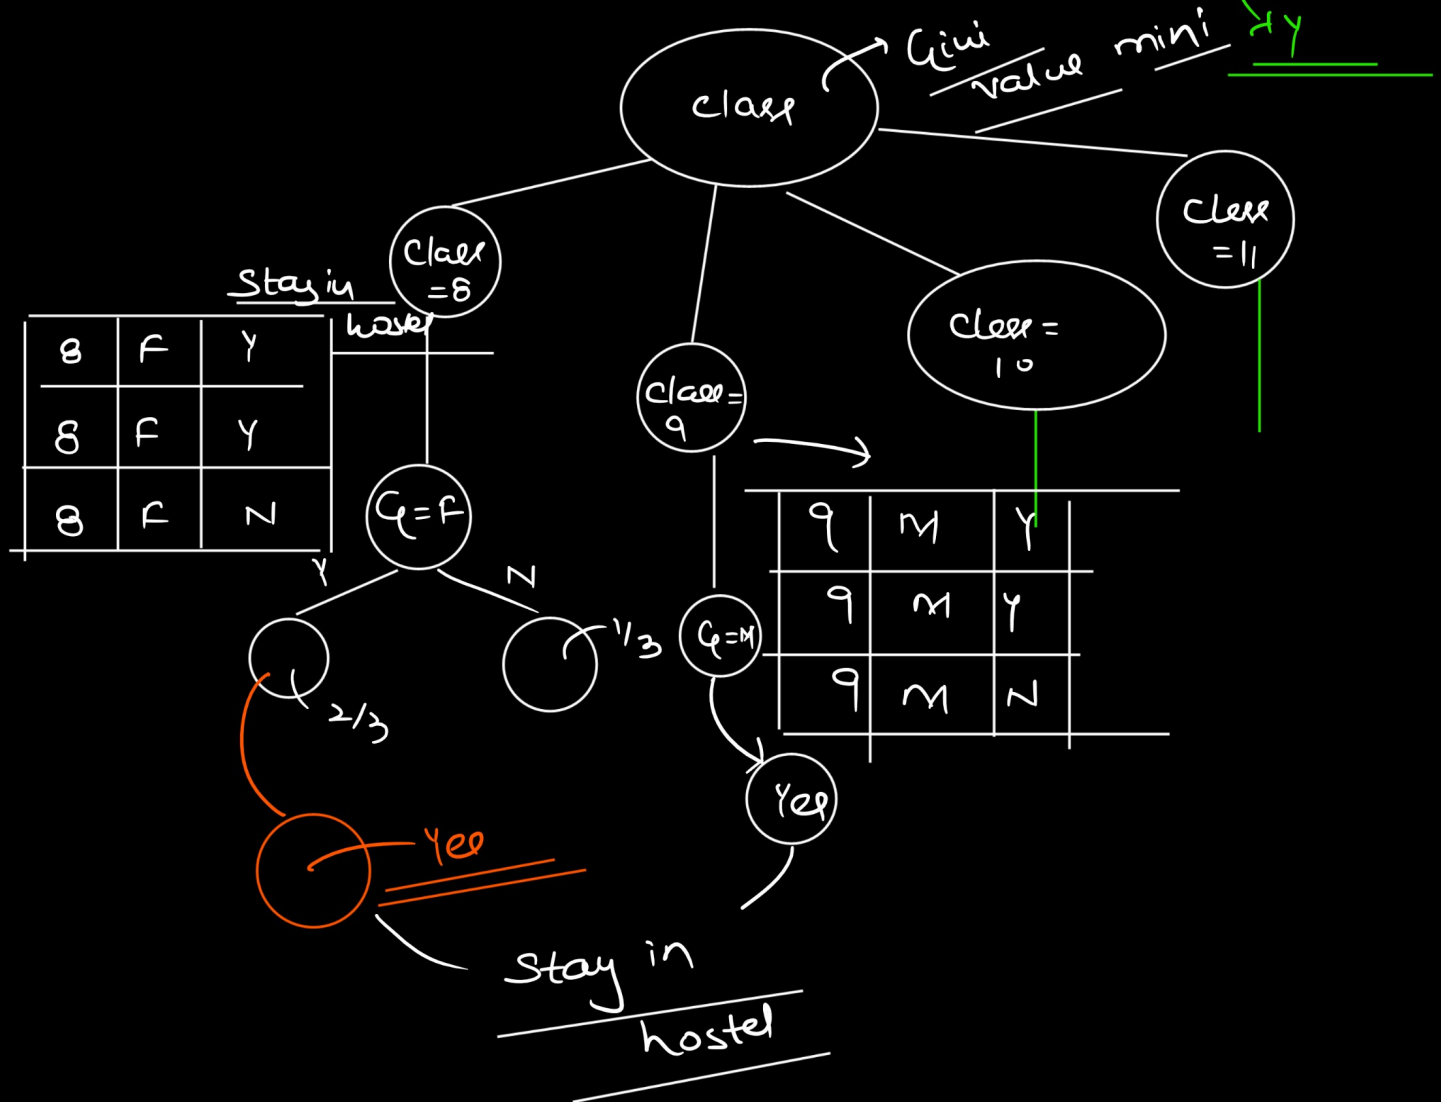 Gini
value mini
Y
Class
Class
=8
Class
=11
Stay in
hostel
Class =
10
Class =
9
8 F Y
8 F Y
8 F N
G=F
9 M Y
9 M Y
9 M N
Y
N
G=M
1/3
2/3
Yes
Yes
Stay in
hostel